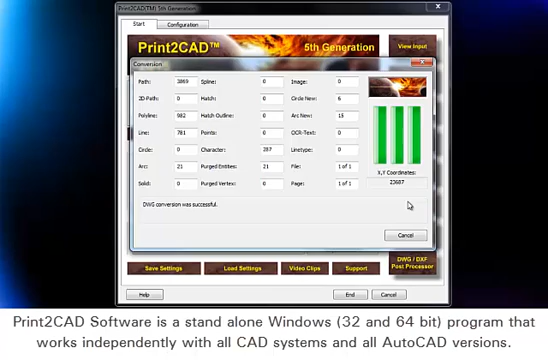 Print2CAD(TM) 5th Generation
Start Configuration
Print2CAD™ 5th Generation View Input
Conversion
Path: 3869 Spline: 0 Image: 0
2D Path: 0 Hatch: 0 Circle New: 6
Polyline: 982 Hatch Outline: 0 Arc New: 15
Line: 781 Points: 0 OCR-Text: 0
Circle: 0 Character: 287 Linetype: 0
Arc: 21 Purged Entities: 21 File: 1 of 1
Solid: 0 Purged Vertex: 0 Page: 1 of 1
X,Y Coordinates:
23687
DWG conversion was successful.
Cancel
Save Settings Load Settings Video Clips Support DWG / DXF
Post Processor
Help End Cancel
Print2CAD Software is a stand alone Windows (32 and 64 bit) program that
works independently with all CAD systems and all AutoCAD versions.